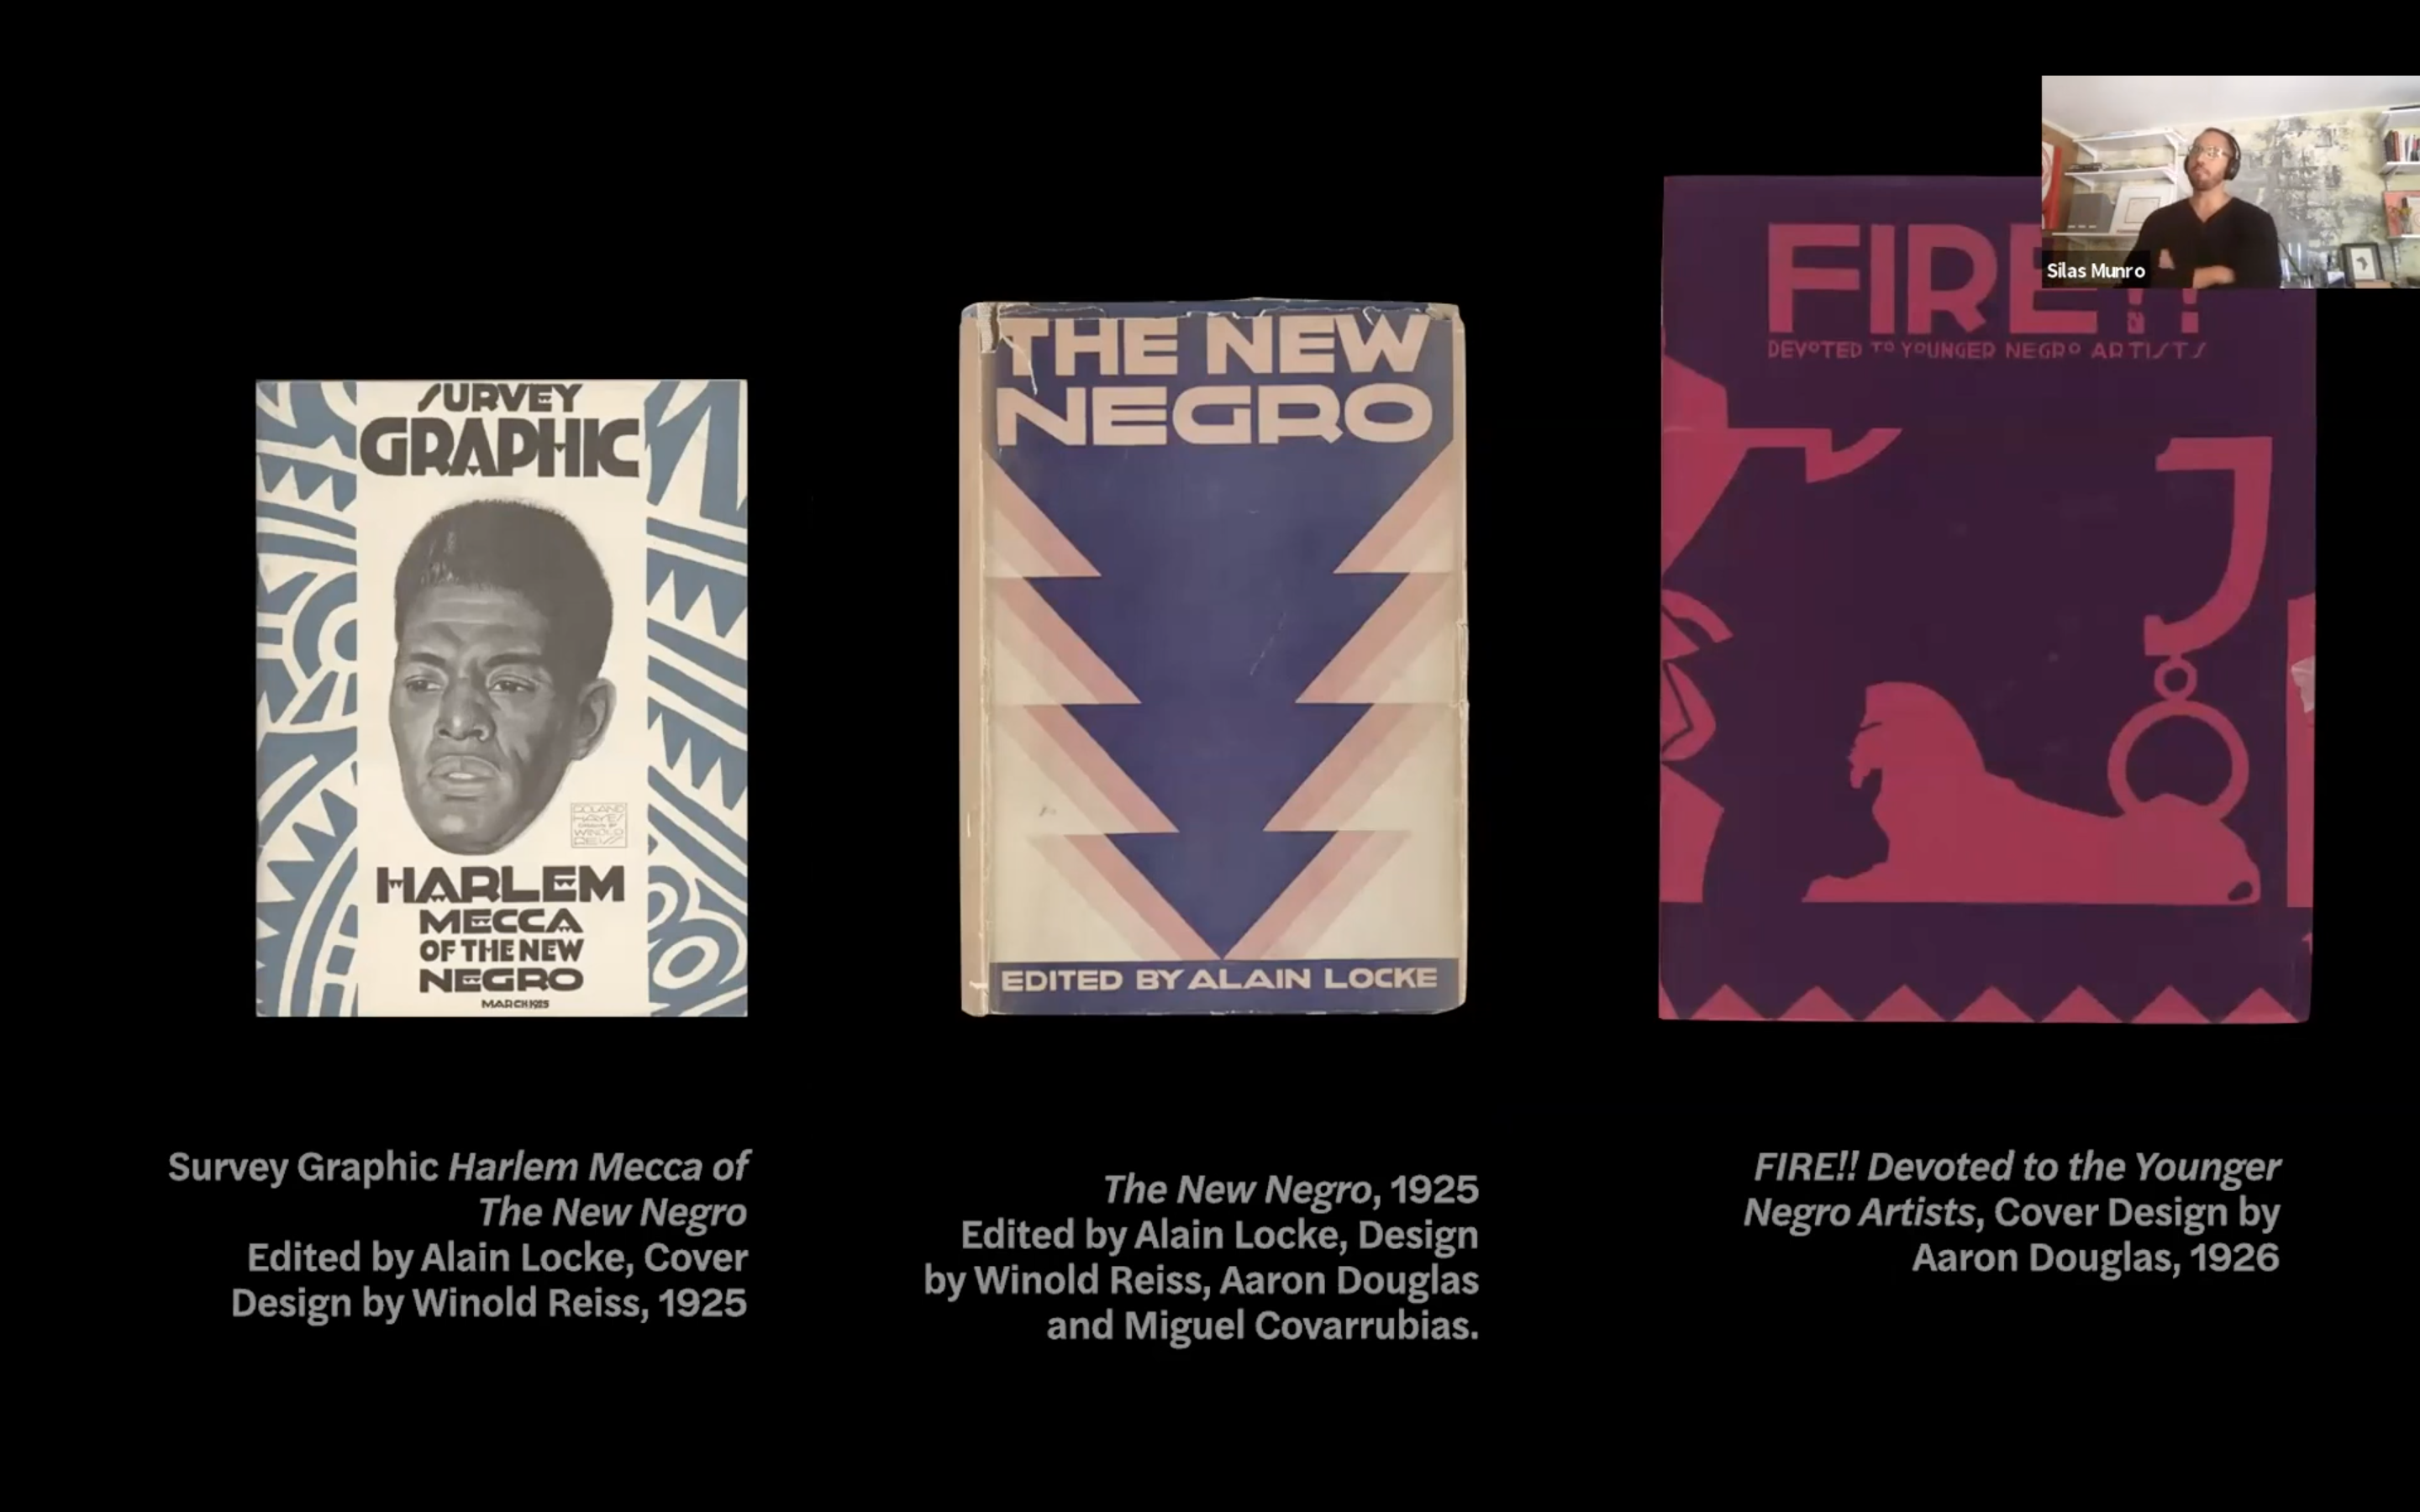 SURVEY
GRAPHIC
ROLAND
HAYES
DRAWN BY
WINOLD
REISS
HARLEM
MECCA
OF THE NEW
NEGRO
MARCH 1925
THE NEW
NEGRO
EDITED BY ALAIN LOCKE
FIRE!!
DEVOTED TO YOUNGER NEGRO ARTISTS
Silas Munro
Survey Graphic Harlem Mecca of
The New Negro
Edited by Alain Locke, Cover
Design by Winold Reiss, 1925
The New Negro, 1925
Edited by Alain Locke, Design
by Winold Reiss, Aaron Douglas
and Miguel Covarrubias.
FIRE!! Devoted to the Younger
Negro Artists, Cover Design by
Aaron Douglas, 1926